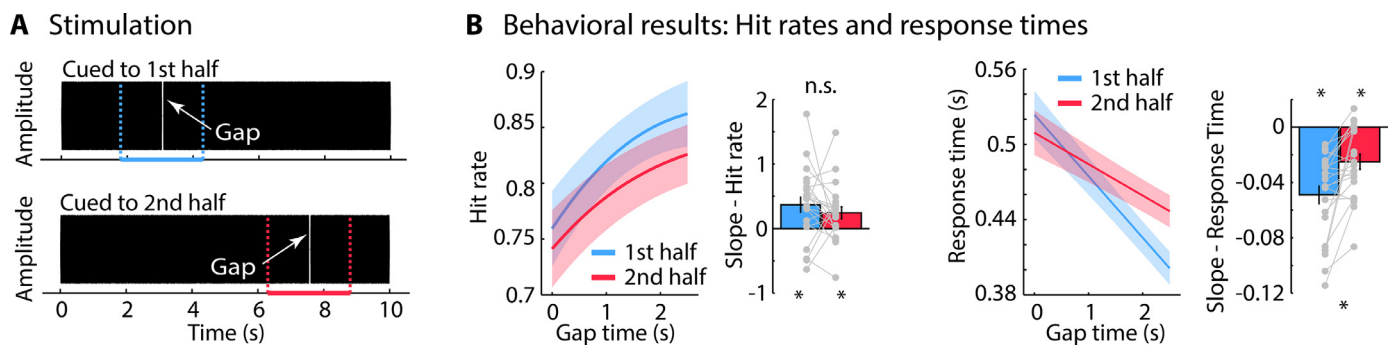 A Stimulation
Amplitude
Cued to 1st half
Gap
Amplitude
Cued to 2nd half
Gap
0 2 4 6 8 10
Time (s)
B Behavioral results: Hit rates and response times
Hit rate
0.9
0.85
0.8
0.75
0.7
1st half
2nd half
0 1 2
Gap time (s)
Slope - Hit rate
n.s.
2
1
0
-1
* *
Response time (s)
0.56
0.5
0.44
0.38
1st half
2nd half
0 1 2
Gap time (s)
Slope - Response Time
* *
0
-0.04
-0.08
-0.12
*